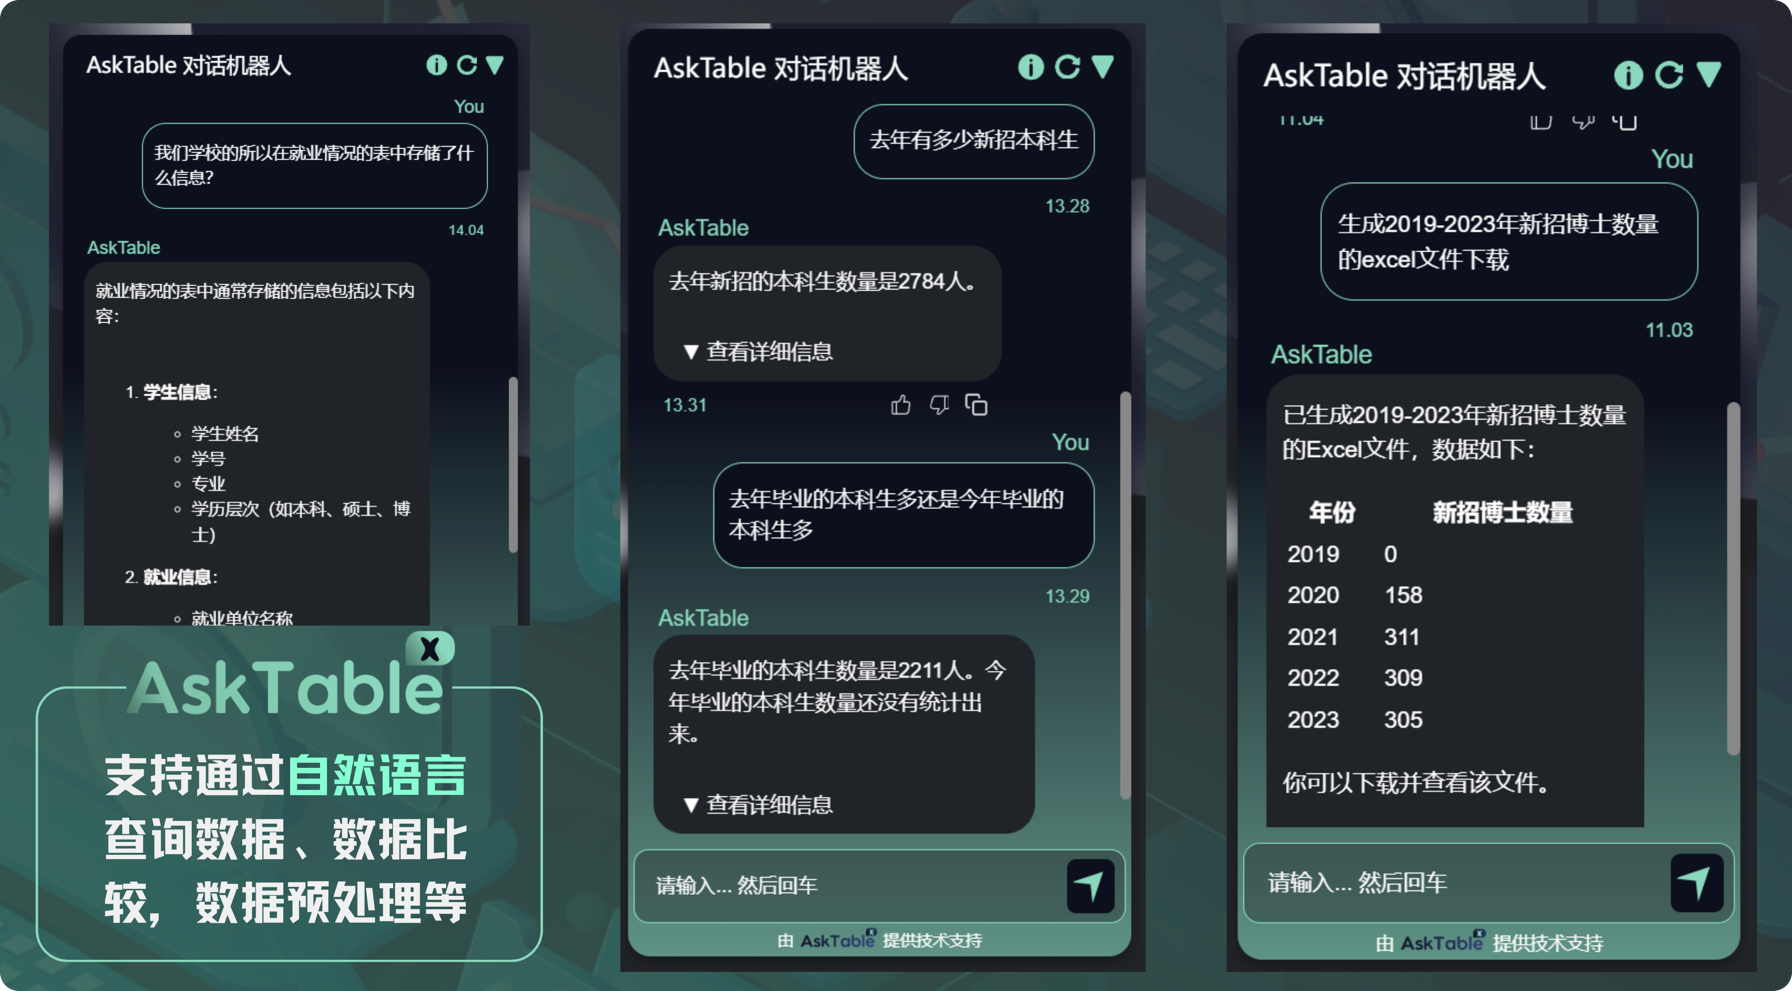 AskTable 对话机器人
You
我们学校的所以在就业情况的表中存储了什
么信息?
14.04
AskTable
就业情况的表中通常存储的信息包括以下内
容:
1. 学生信息:
学生姓名
学号
专业
学历层次（如本科、硕士、博
士）
2. 就业信息:
就业单位名称
AskTable X
支持通过自然语言
查询数据、数据比
较，数据预处理等
AskTable 对话机器人
去年有多少新招本科生
13.28
AskTable
去年新招的本科生数量是2784人。
▼ 查看详细信息
13.31
You
去年毕业的本科生多还是今年毕业的
本科生多
13.29
AskTable
去年毕业的本科生数量是2211人。今
年毕业的本科生数量还没有统计出
来。
▼ 查看详细信息
请输入... 然后回车
由 AskTable X 提供技术支持
AskTable 对话机器人
11.04
You
生成2019-2023年新招博士数量
的excel文件下载
11.03
AskTable
已生成2019-2023年新招博士数量
的Excel文件，数据如下：
年份 新招博士数量
2019 0
2020 158
2021 311
2022 309
2023 305
你可以下载并查看该文件。
请输入... 然后回车
由 AskTable X 提供技术支持